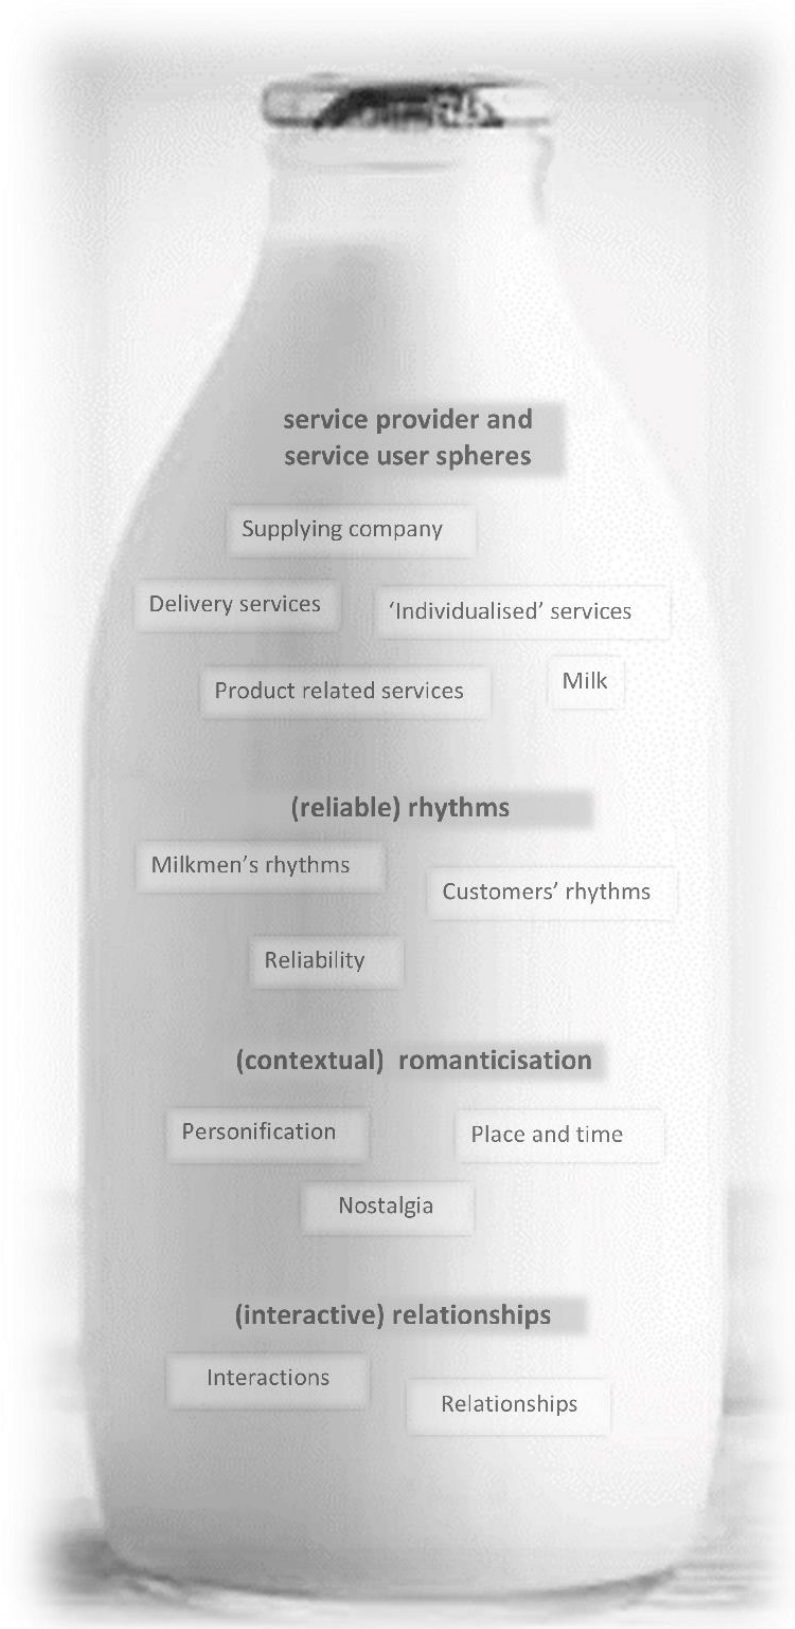 service provider and
service user spheres
Supplying company
Delivery services
‘Individualised’ services
Product related services
Milk
(reliable) rhythms
Milkmen’s rhythms
Customers’ rhythms
Reliability
(contextual) romanticisation
Personification
Place and time
Nostalgia
(interactive) relationships
Interactions
Relationships